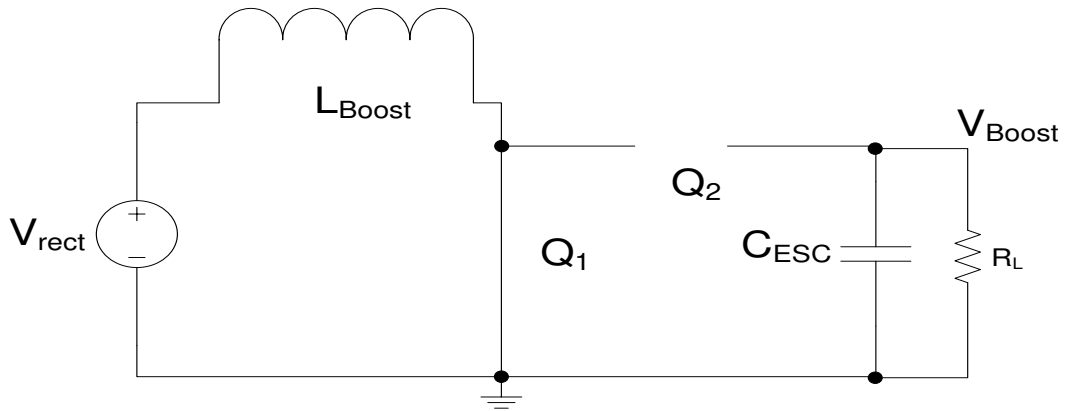 L_Boost
V_Boost
Q_2
V_rect
+
–
Q_1
C_ESC
R_L